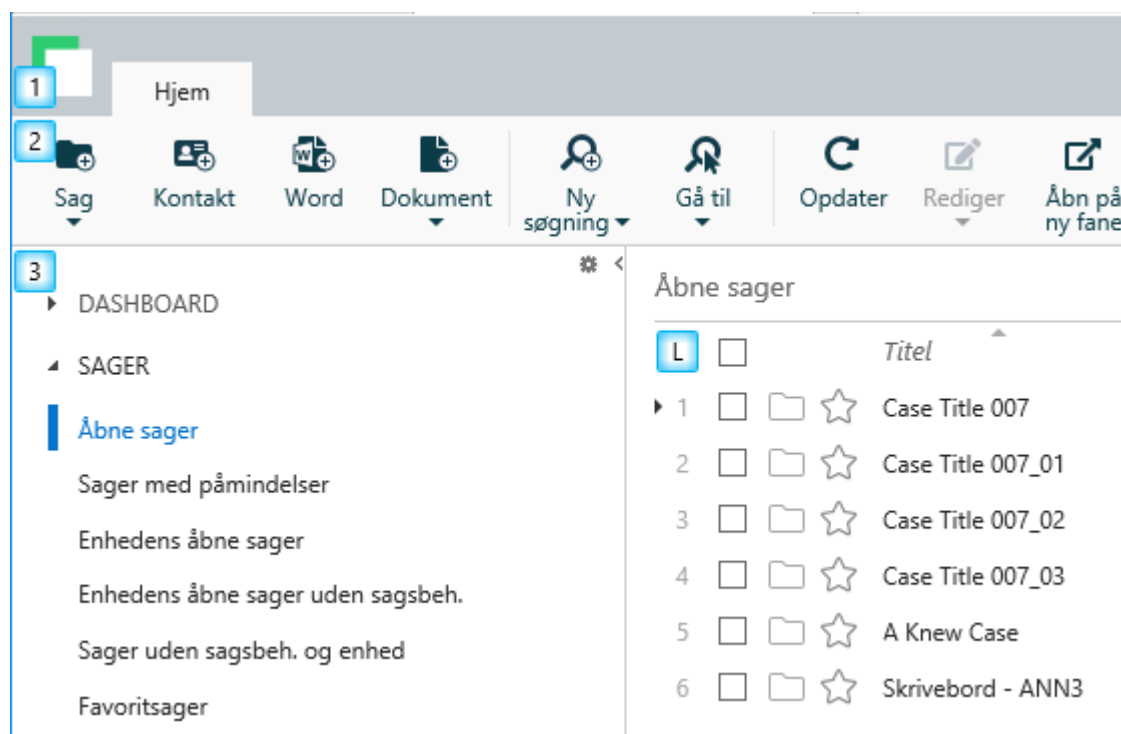 1
Hjem
2
Sag
Kontakt
Word
Dokument
Ny
søgning
Gå til
Opdater
Rediger
Åbn på
ny fane
3
DASHBOARD
SAGER
Åbne sager
Sager med påmindelser
Enhedens åbne sager
Enhedens åbne sager uden sagsbeh.
Sager uden sagsbeh. og enhed
Favoritsager
Åbne sager
L Titel
1 Case Title 007
2 Case Title 007_01
3 Case Title 007_02
4 Case Title 007_03
5 A Knew Case
6 Skrivebord - ANN3